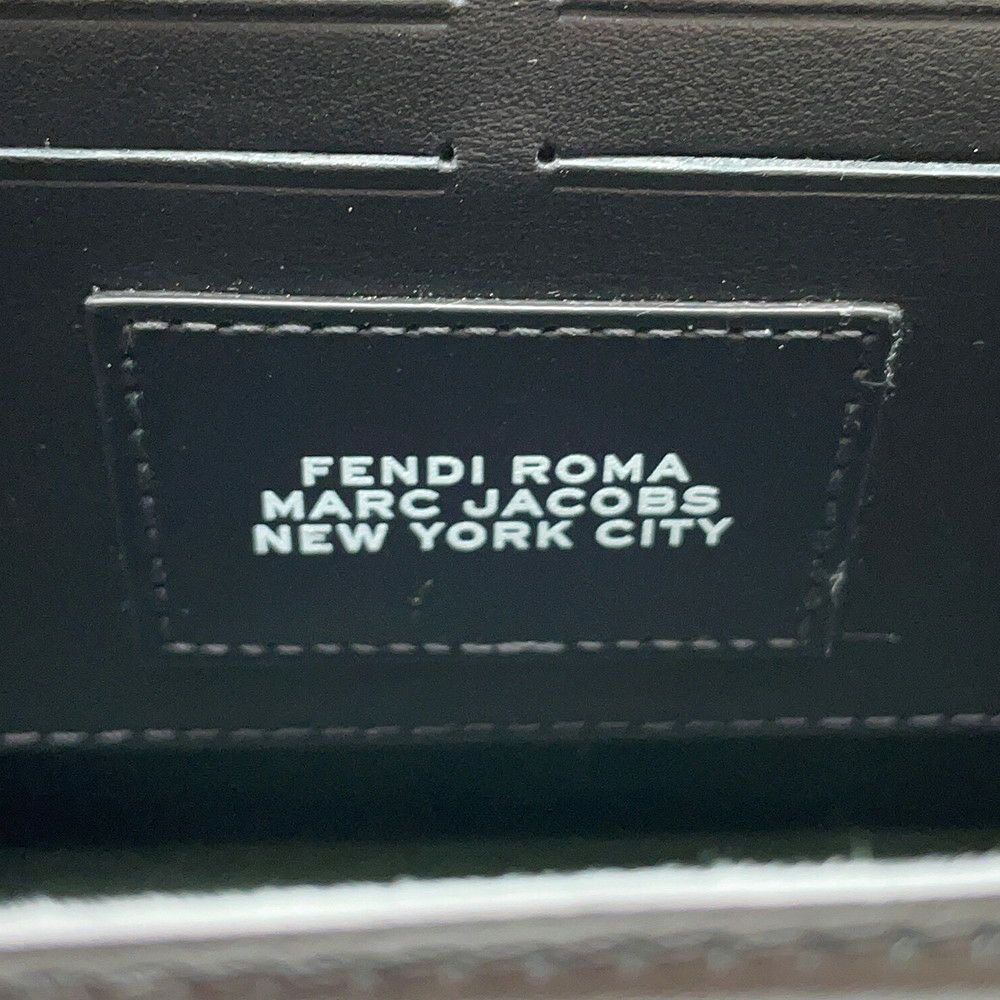 FENDI ROMA
MARC JACOBS
NEW YORK CITY